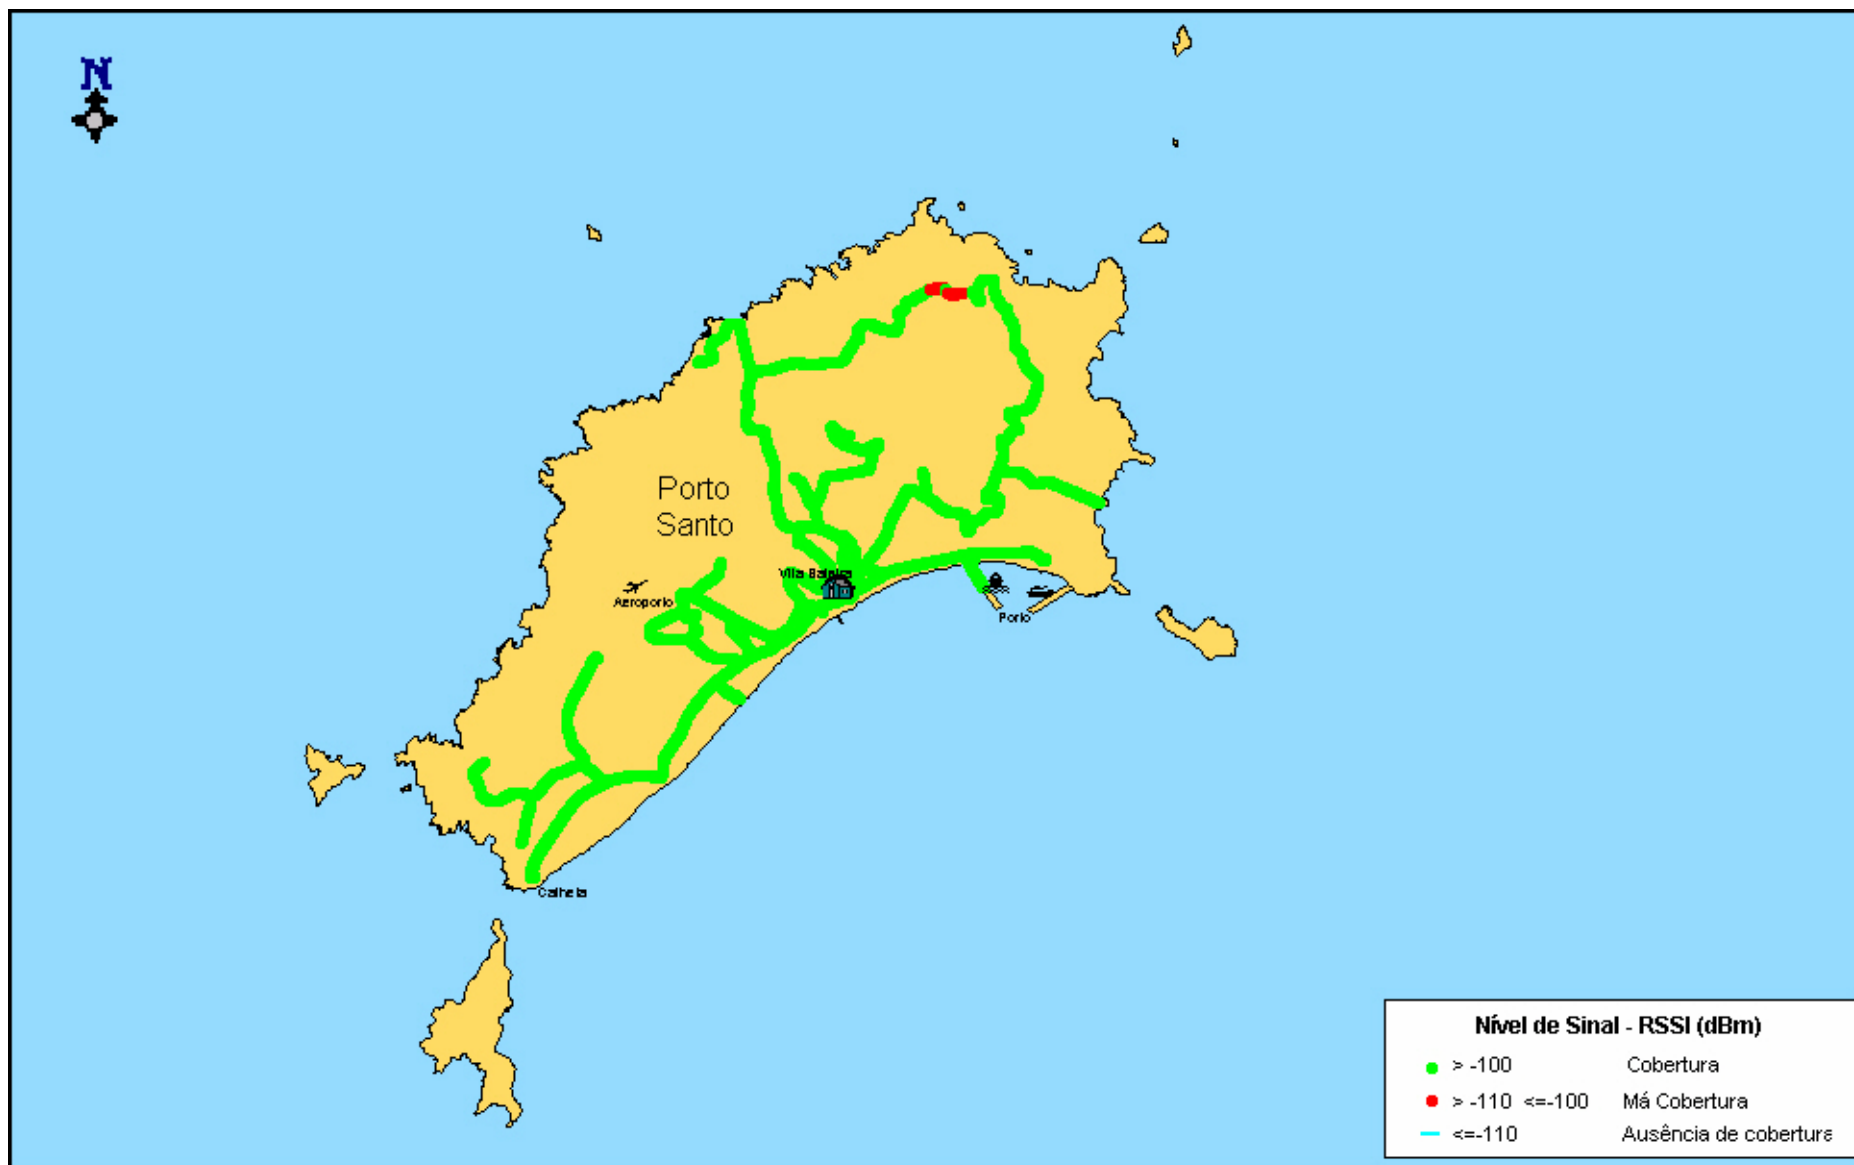 N
Porto
Santo
Vila Baleira
Aeroporto
Porto
Calheta
Nível de Sinal - RSSI (dBm)
> -100 Cobertura
> -110 <=-100 Má Cobertura
<=-110 Ausência de cobertura